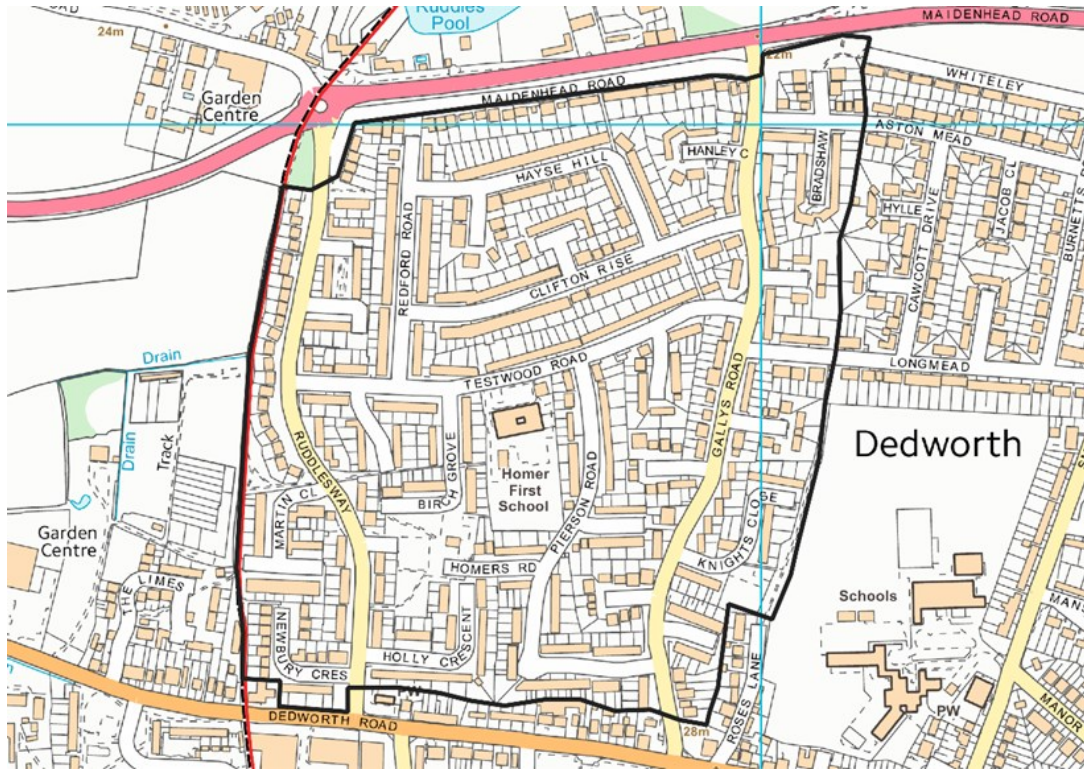 Ruddles
Pool
MAIDENHEAD ROAD
24m
22m
WHITELEY
Garden
Centre
MAIDENHEAD ROAD
ASTON MEAD
HANLEY C
BRADSHAW
HAYSE HILL
JACOB CL
HYLLE
CAWCOTT DRIVE
REDFORD ROAD
CLIFTON RISE
LONGMEAD
Drain
TESTWOOD ROAD
GALLYS ROAD
Dedworth
Drain
Track
RUDDLESWAY
Homer
First
School
BIRCH GROVE
MARTIN CL
PIERSON ROAD
KNIGHTS CLOSE
Garden
Centre
HOMERS RD
THE LIMES
Schools
NEWBURY CRES
HOLLY CRESCENT
PW
ROSES LANE
PW
MANOR
DEDWORTH ROAD
28m